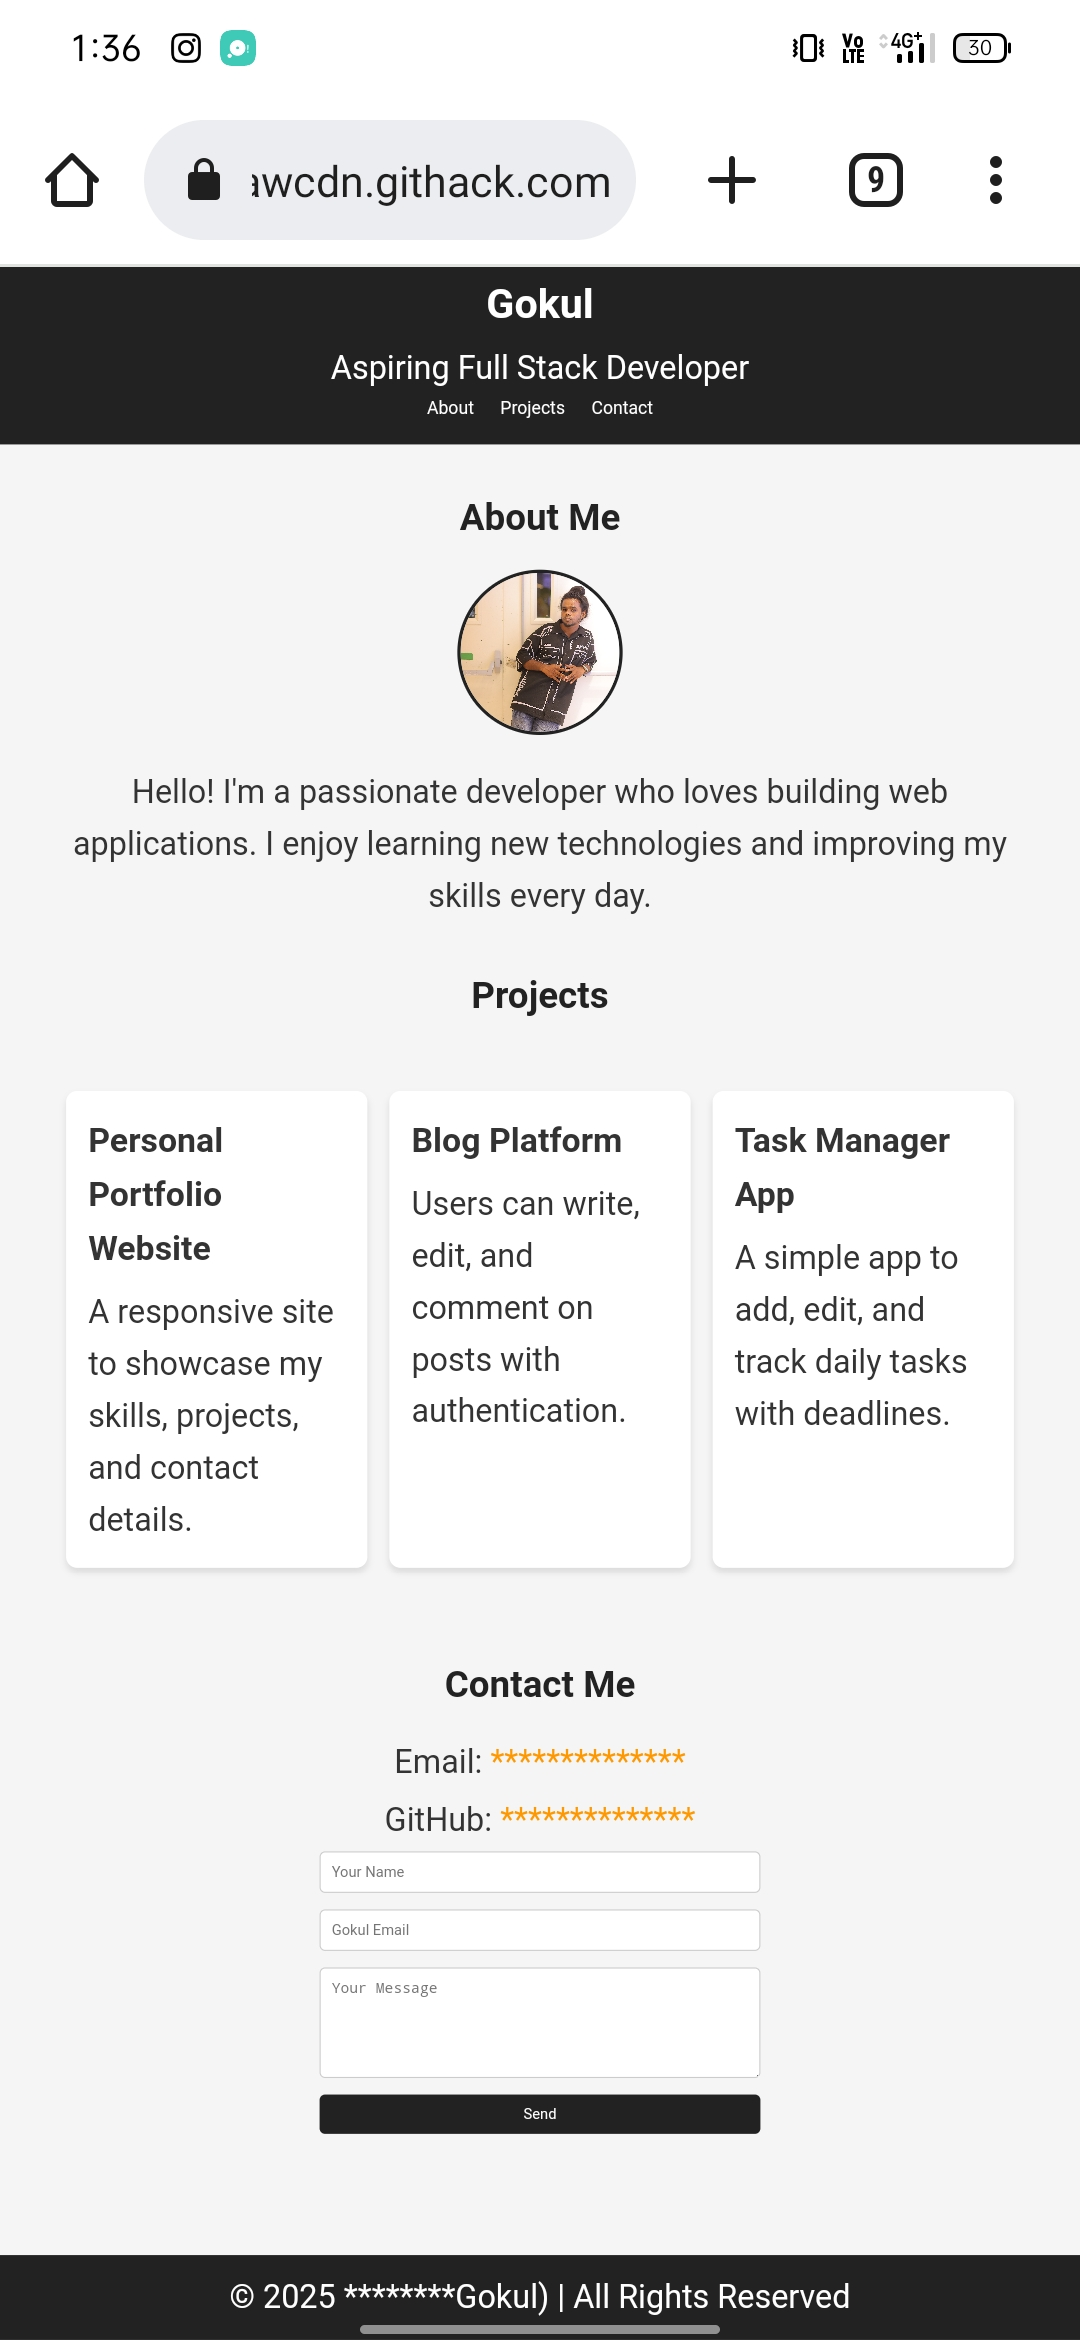 1:36
Vo
LTE
4G+
30
awcdn.githack.com
9
Gokul
Aspiring Full Stack Developer
About Projects Contact
About Me
Hello! I'm a passionate developer who loves building web
applications. I enjoy learning new technologies and improving my
skills every day.
Projects
Personal
Portfolio
Website
A responsive site
to showcase my
skills, projects,
and contact
details.
Blog Platform
Users can write,
edit, and
comment on
posts with
authentication.
Task Manager
App
A simple app to
add, edit, and
track daily tasks
with deadlines.
Contact Me
Email: **************
GitHub: **************
Your Name
Gokul Email
Your Message
Send
© 2025 ********Gokul) | All Rights Reserved